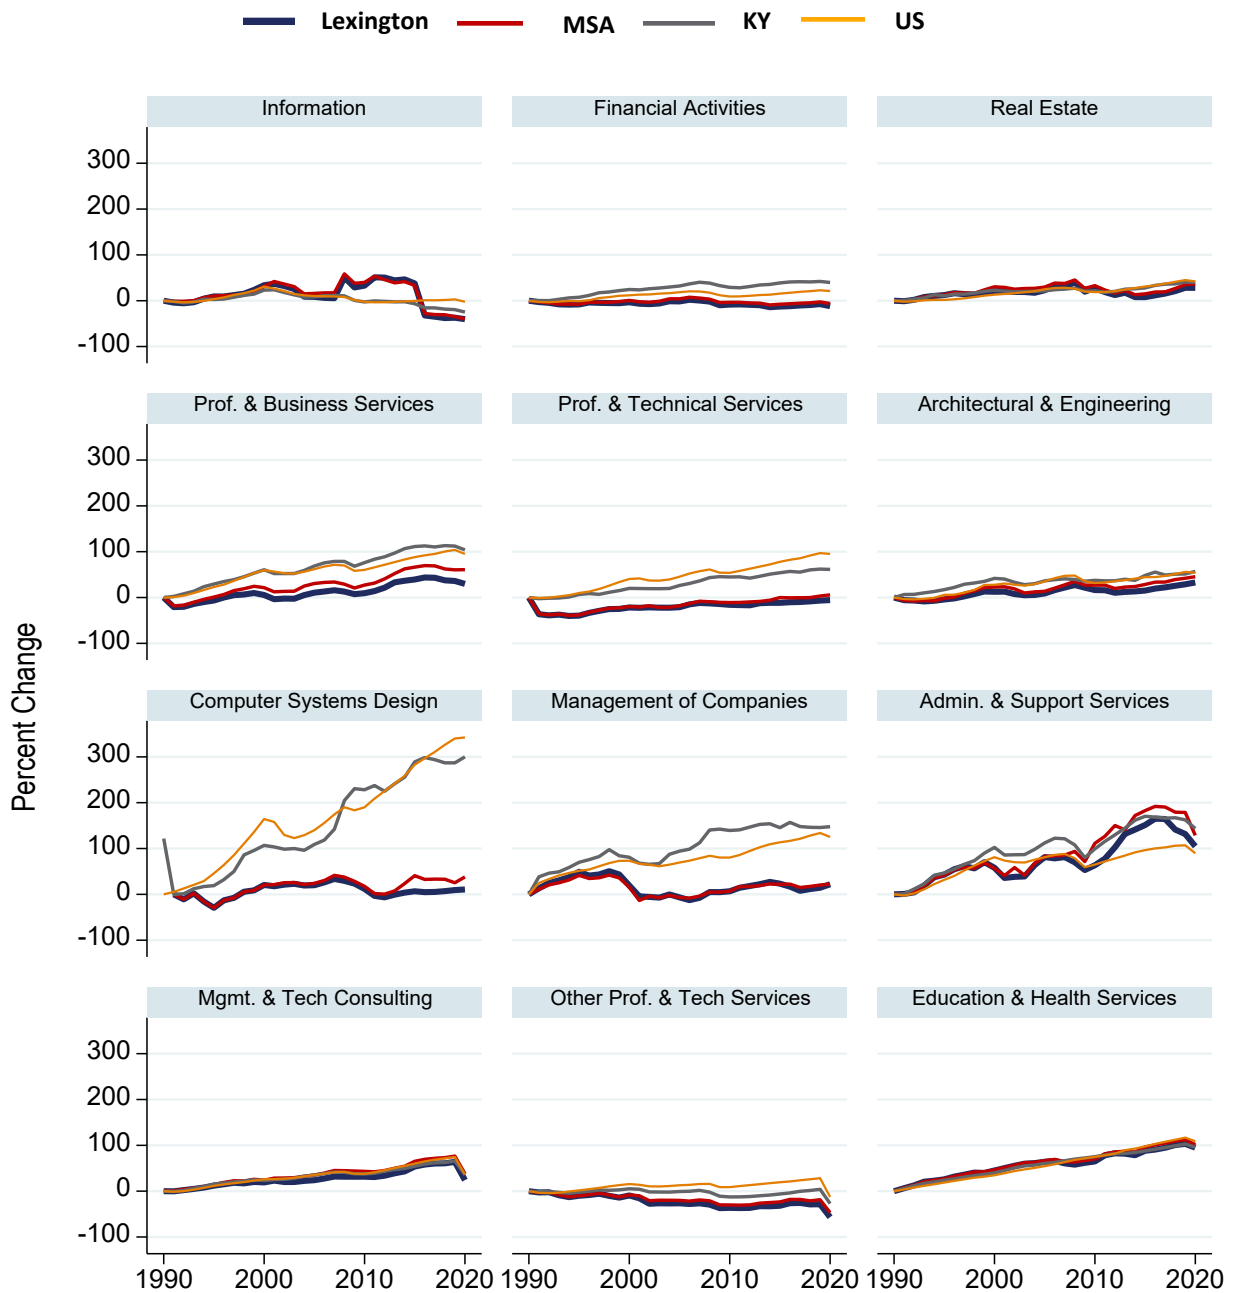 Lexington MSA KY US
Information Financial Activities Real Estate
300
200
100
0
-100
Prof. & Business Services Prof. & Technical Services Architectural & Engineering
300
200
100
0
-100
Percent Change
Computer Systems Design Management of Companies Admin. & Support Services
300
200
100
0
-100
Mgmt. & Tech Consulting Other Prof. & Tech Services Education & Health Services
300
200
100
0
-100
1990 2000 2010 2020 1990 2000 2010 2020 1990 2000 2010 2020